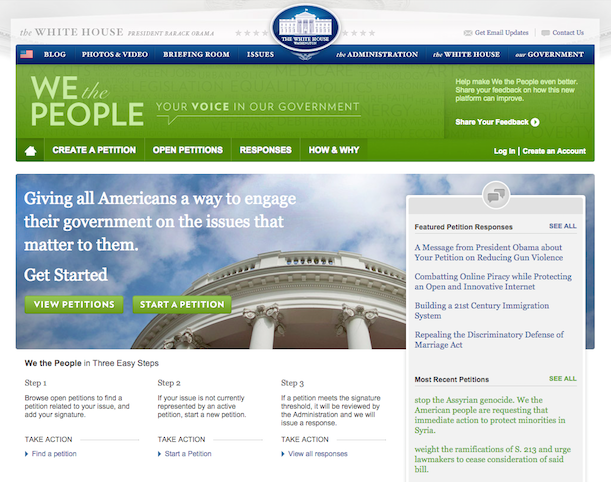 the WHITE HOUSE PRESIDENT BARACK OBAMA
THE WHITE HOUSE
WASHINGTON
Get Email Updates
Contact Us
BLOG PHOTOS & VIDEO BRIEFING ROOM ISSUES the ADMINISTRATION the WHITE HOUSE our GOVERNMENT
WE the
PEOPLE
YOUR VOICE IN OUR GOVERNMENT
Help make We the People even better.
Share your feedback on how this new
platform can improve.
Share Your Feedback
CREATE A PETITION OPEN PETITIONS RESPONSES HOW & WHY
Log In | Create an Account
Giving all Americans a way to engage
their government on the issues that
matter to them.
Get Started
VIEW PETITIONS START A PETITION
Featured Petition Responses SEE ALL
A Message from President Obama about
Your Petition on Reducing Gun Violence
Combatting Online Piracy while Protecting
an Open and Innovative Internet
Building a 21st Century Immigration
System
Repealing the Discriminatory Defense of
Marriage Act
Most Recent Petitions SEE ALL
stop the Assyrian genocide. We the
American people are requesting that
immediate action to protect minorities in
Syria.
weight the ramifications of S. 213 and urge
lawmakers to cease consideration of said
bill.
We the People in Three Easy Steps
Step 1
Browse open petitions to find a
petition related to your issue, and
add your signature.
TAKE ACTION
Find a petition
Step 2
If your issue is not currently
represented by an active
petition, start a new petition.
TAKE ACTION
Start a Petition
Step 3
If a petition meets the signature
threshold, it will be reviewed by
the Administration and we will
issue a response.
TAKE ACTION
View all responses